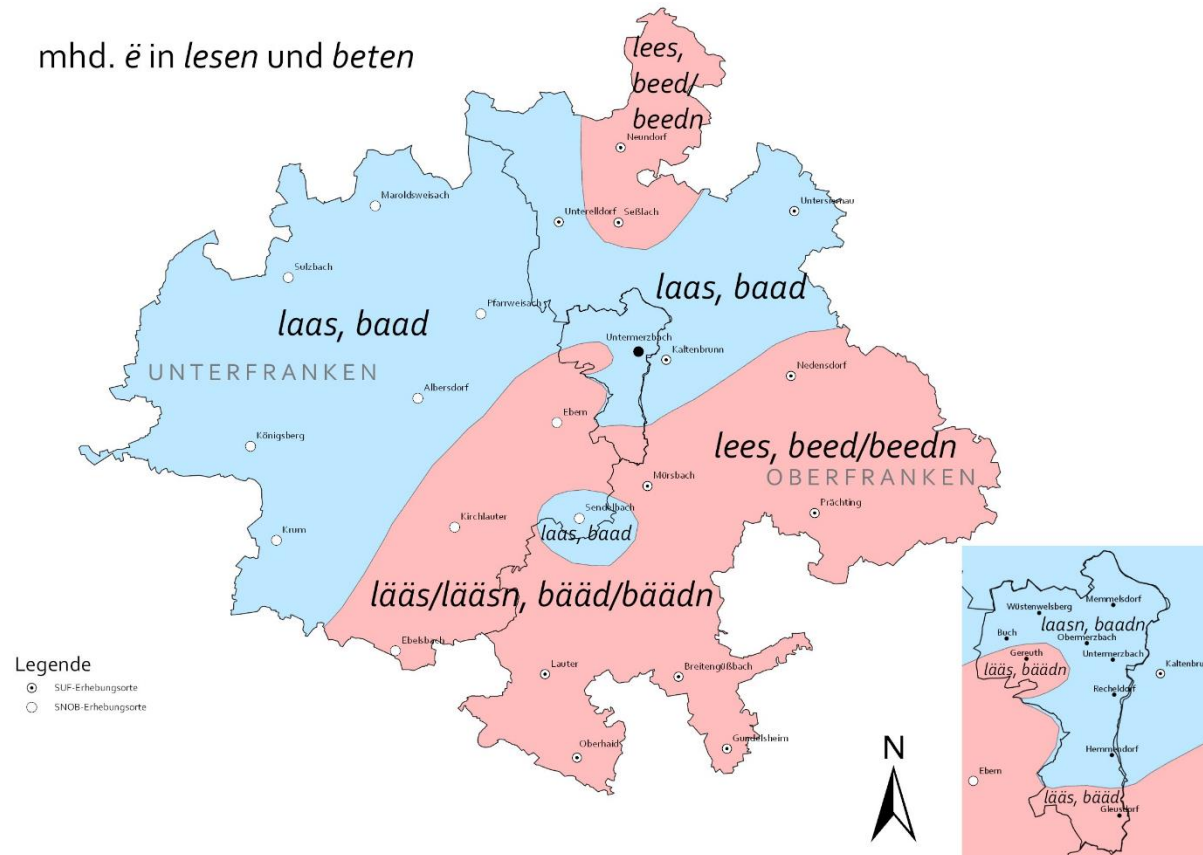 mhd. ë in lesen und beten
lees,
beed/
beedn
Neundorf
Maroldsweisach
Untersiemau
Unterelldorf
Seßlach
Sulzbach
laas, baad
Pfarrweisach
laas, baad
Untermerzbach
Kaltenbrunn
UNTERFRANKEN
Nedensdorf
Albersdorf
Ebern
Königsberg
lees, beed/beedn
OBERFRANKEN
Mürsbach
Prächting
Sendelbach
Kirchlauter
laas, baad
Krum
lääs/lääsn, bääd/bäädn
Ebelsbach
Lauter
Breitengüßbach
Oberhaid
Gundelsheim
Legende
SUF-Erhebungsorte
SNOB-Erhebungsorte
N
Wüstenwelsberg
Memmelsdorf
laasn, baadn
Buch
Obermerzbach
Gereuth
Untermerzbach
lääs, bäädn
Kaltenbru
Recheldorf
Hemmendorf
Ebern
lääs, bääd
Gleusdorf